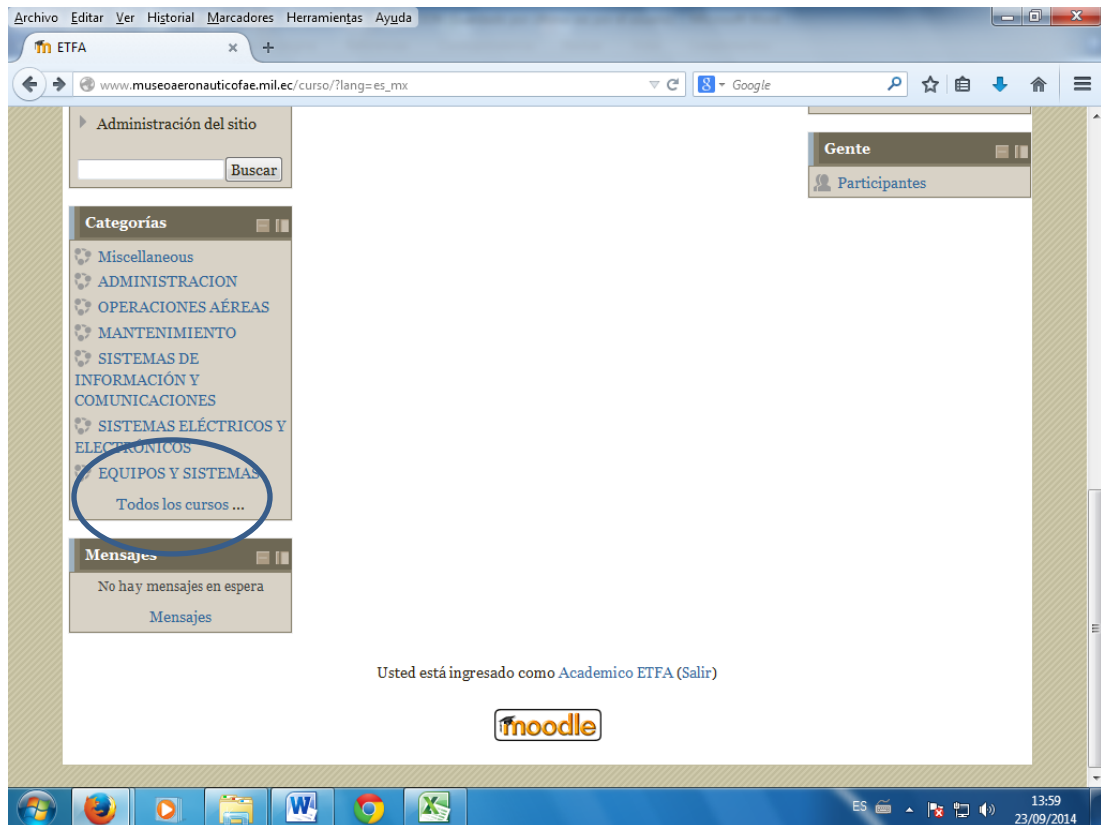 Archivo Editar Ver Historial Marcadores Herramientas Ayuda
ETFA
www.museoaeronauticofae.mil.ec/curso/?lang=es_mx
Google
Administración del sitio
Buscar
Categorías
Miscellaneous
ADMINISTRACION
OPERACIONES AÉREAS
MANTENIMIENTO
SISTEMAS DE
INFORMACIÓN Y
COMUNICACIONES
SISTEMAS ELÉCTRICOS Y
ELECTRÓNICOS
EQUIPOS Y SISTEMAS
Todos los cursos ...
Mensajes
No hay mensajes en espera
Mensajes
Gente
Participantes
Usted está ingresado como Academico ETFA (Salir)
moodle
ES
13:59
23/09/2014